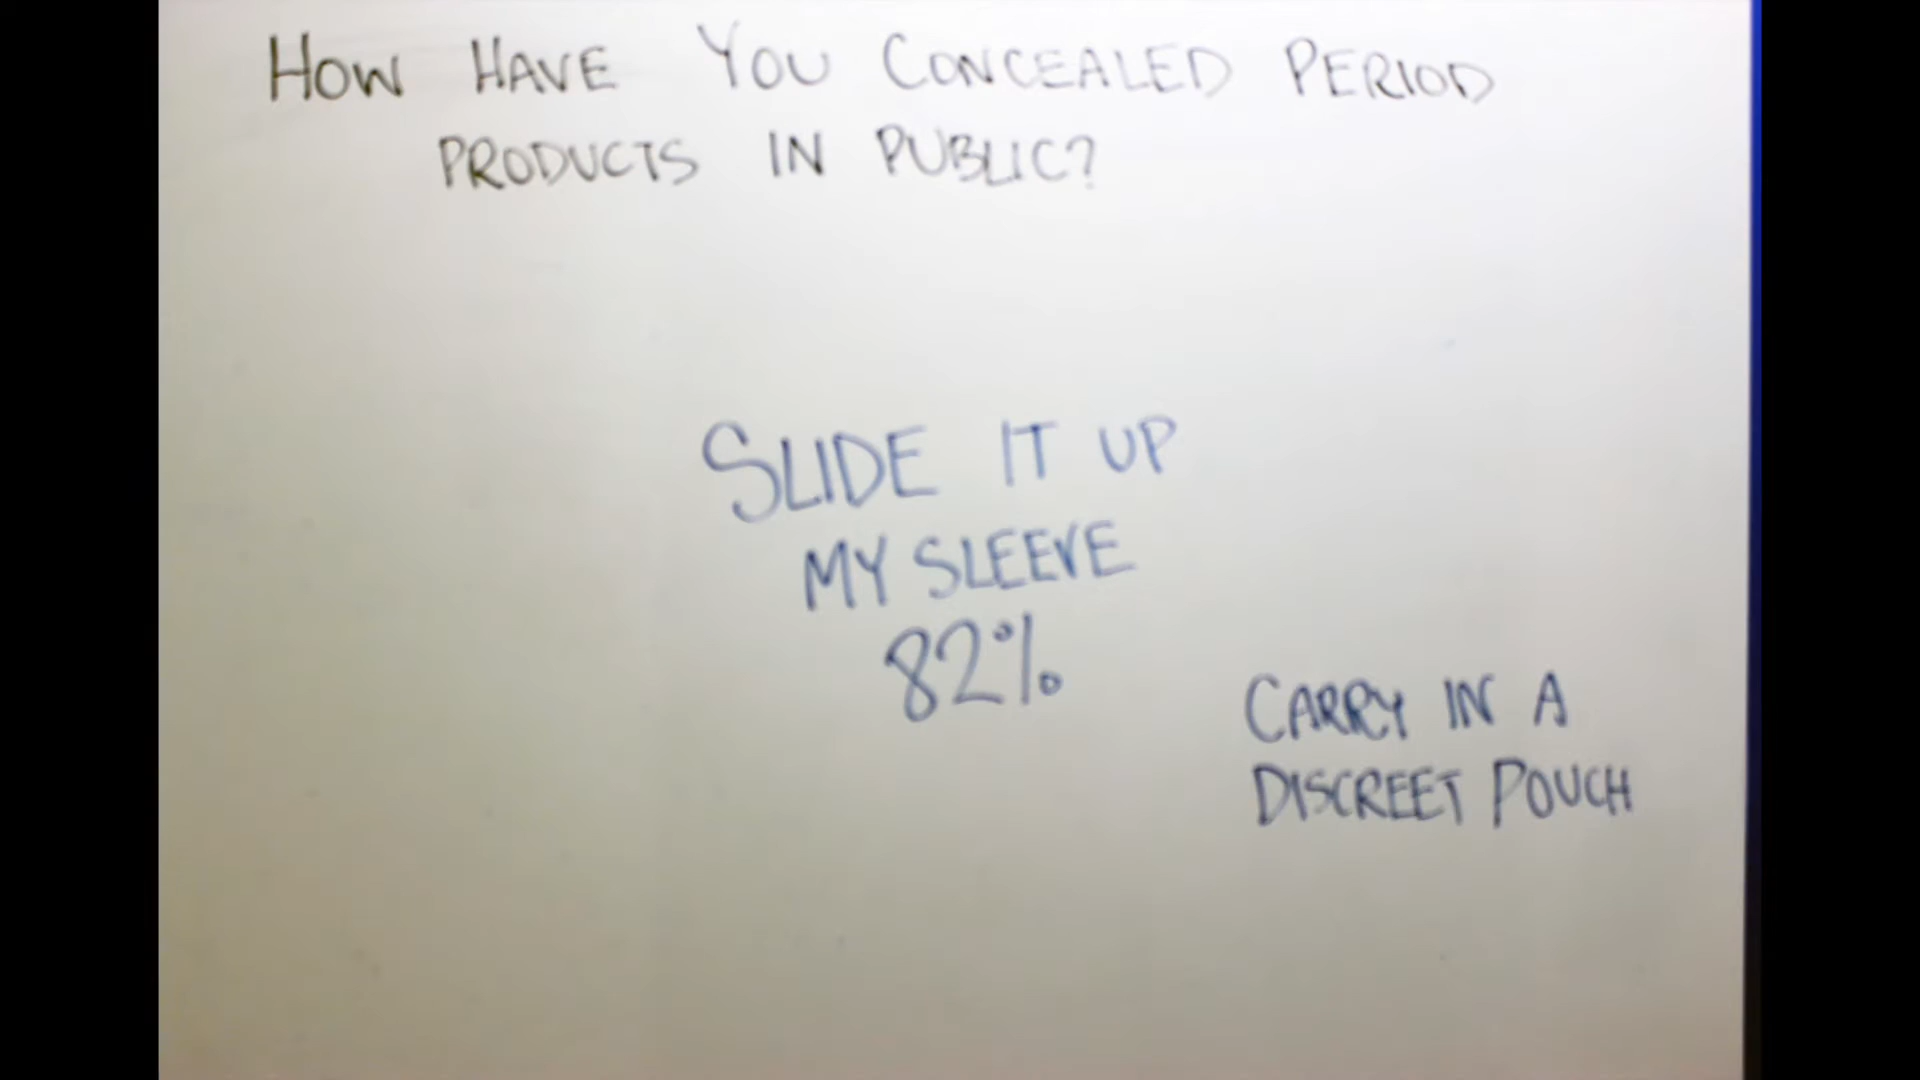 HOW HAVE YOU CONCEALED PERIOD
PRODUCTS IN PUBLIC?
SLIDE IT UP
MY SLEEVE
82%
CARRY IN A
DISCREET POUCH